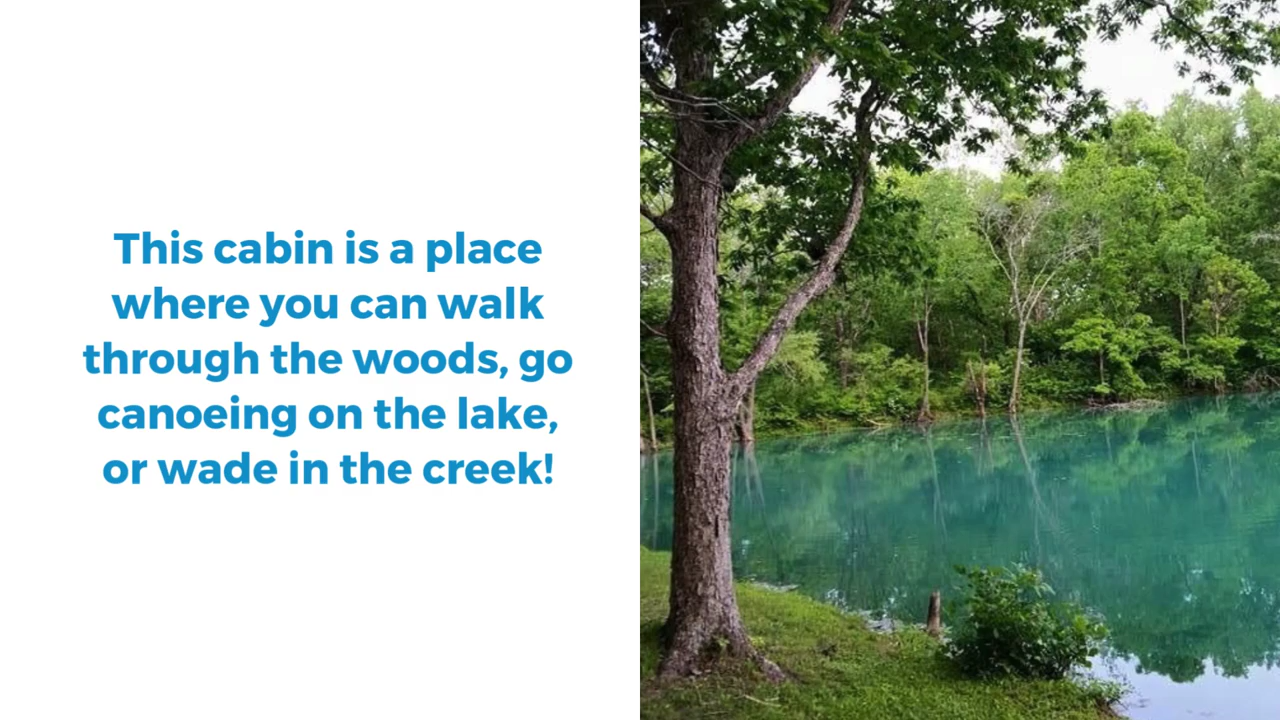 This cabin is a place
where you can walk
through the woods, go
canoeing on the lake,
or wade in the creek!